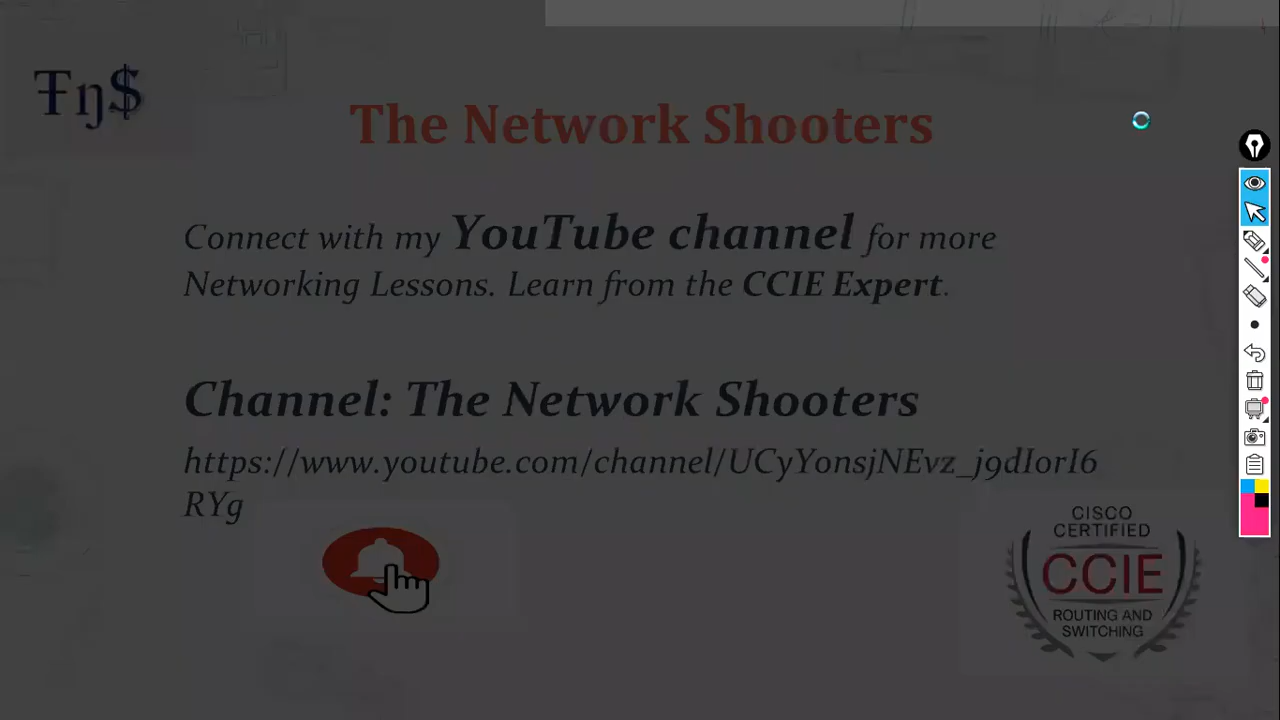 Ŧŋ$
The Network Shooters
Connect with my YouTube channel for more
Networking Lessons. Learn from the CCIE Expert.
Channel: The Network Shooters
https://www.youtube.com/channel/UCyYonsjNEvz_j9dIorI6
RYg
CISCO
CERTIFIED
CCIE
ROUTING AND
SWITCHING